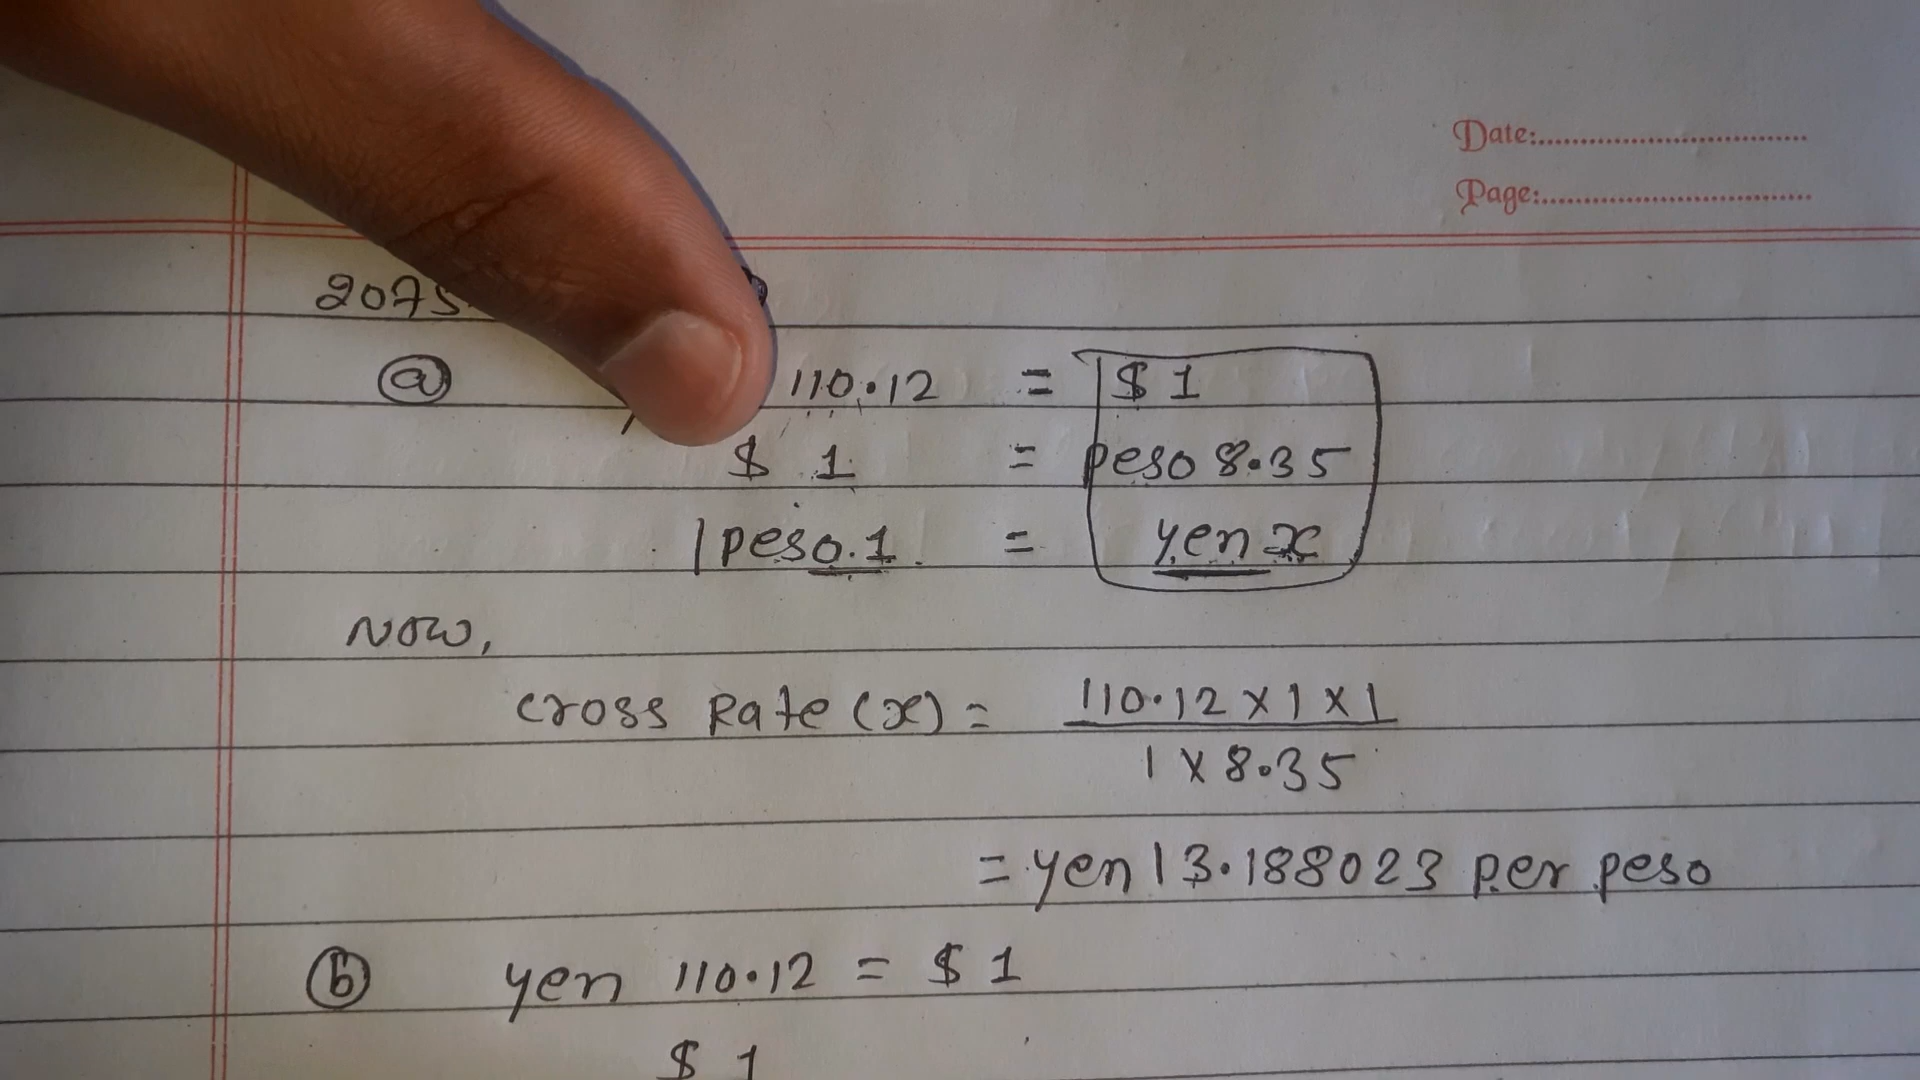 Date:
Page:
2075
ⓐ 110.12 = $ 1
$ 1 = peso 8.35
peso.1 = yen x
Now,
cross Rate (x) = 110.12 x 1 x 1
1 x 8.35
= yen 13.188023 per peso
ⓑ yen 110.12 = $ 1
$ 1